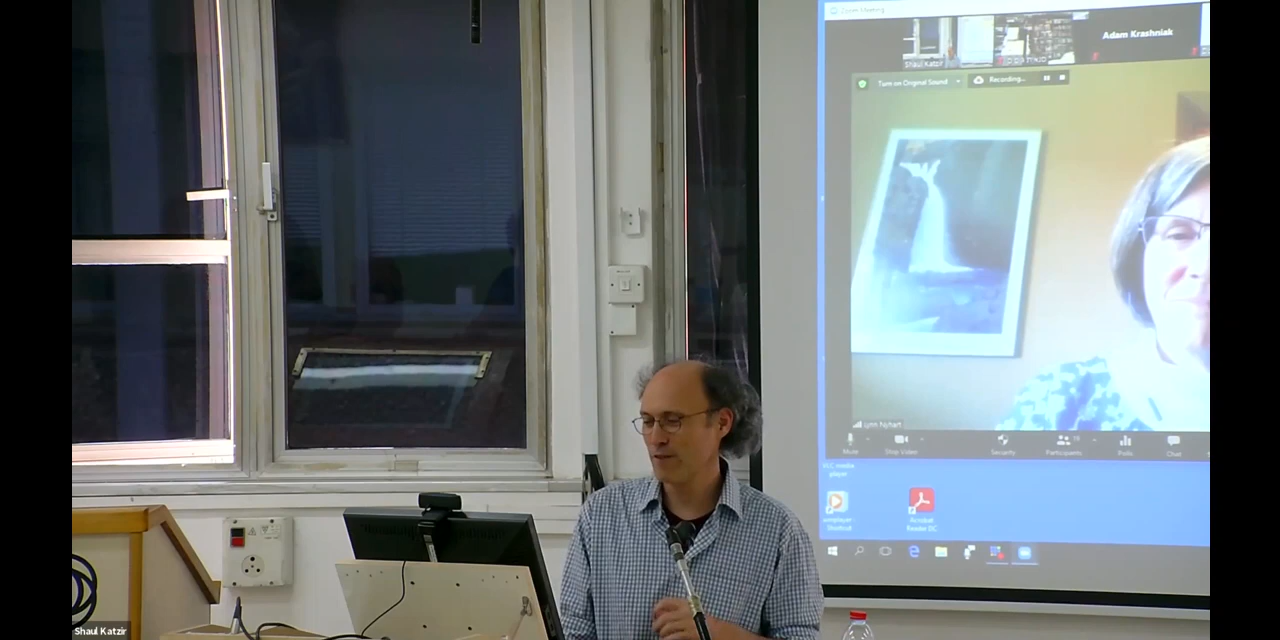 Zoom Meeting
Adam Krashniak
Shaul Katzir
Turn on Original Sound
Recording...
Lynn Nyhart
Mute
Stop Video
Security
Participants
Polls
Chat
VLC media
player
Shortcut
Acrobat
Reader DC
Shaul Katzir